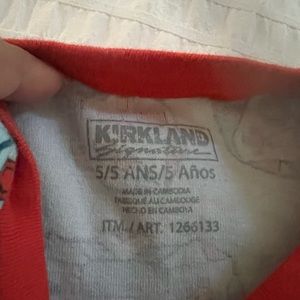 KIRKLAND
Signature
5/5 ANS/5 Años
MADE IN CAMBODIA
FABRIQUÉ AU CAMBODGE
HECHO EN CAMBOYA
ITM./ ART. 1266133